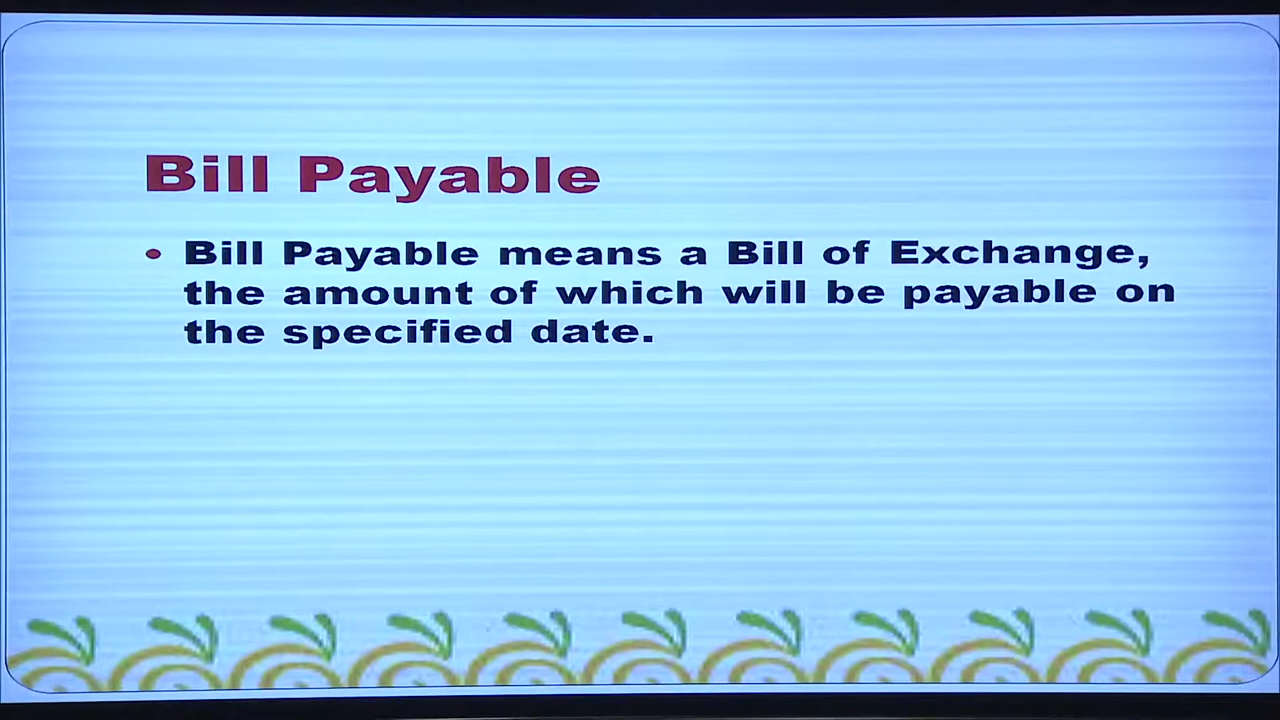 Bill Payable
• Bill Payable means a Bill of Exchange,
the amount of which will be payable on
the specified date.